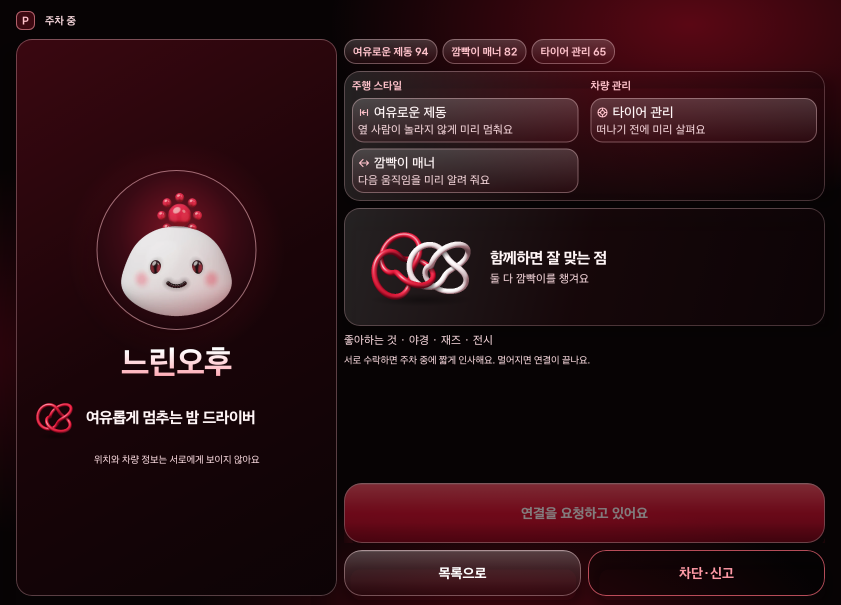 P 주차 중
느린오후
여유롭게 멈추는 밤 드라이버
위치와 차량 정보는 서로에게 보이지 않아요
여유로운 제동 94 깜빡이 매너 82 타이어 관리 65
주행 스타일
여유로운 제동
옆 사람이 놀라지 않게 미리 멈춰요
깜빡이 매너
다음 움직임을 미리 알려 줘요
차량 관리
타이어 관리
떠나기 전에 미리 살펴요
함께하면 잘 맞는 점
둘 다 깜빡이를 챙겨요
좋아하는 것 · 야경 · 재즈 · 전시
서로 수락하면 주차 중에 짧게 인사해요. 멀어지면 연결이 끝나요.
연결을 요청하고 있어요
목록으로
차단·신고